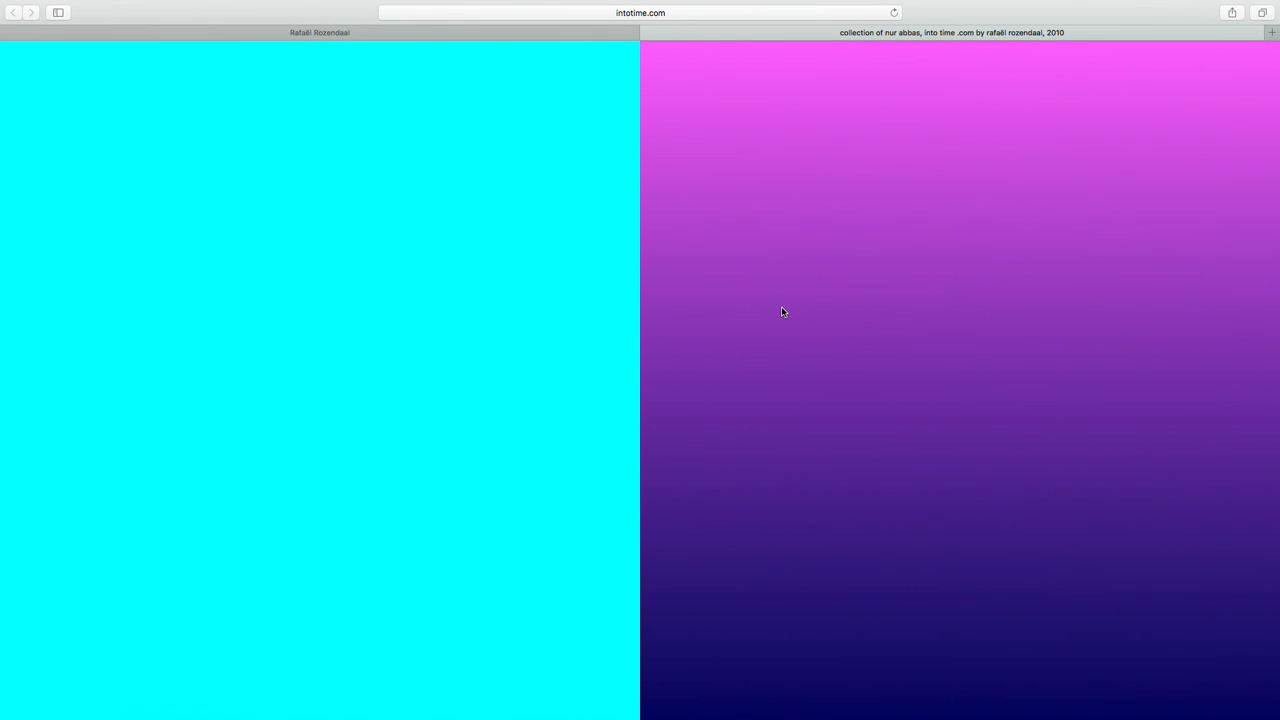 intotime.com
Rafaël Rozendaal
collection of nur abbas, into time .com by rafaël rozendaal, 2010